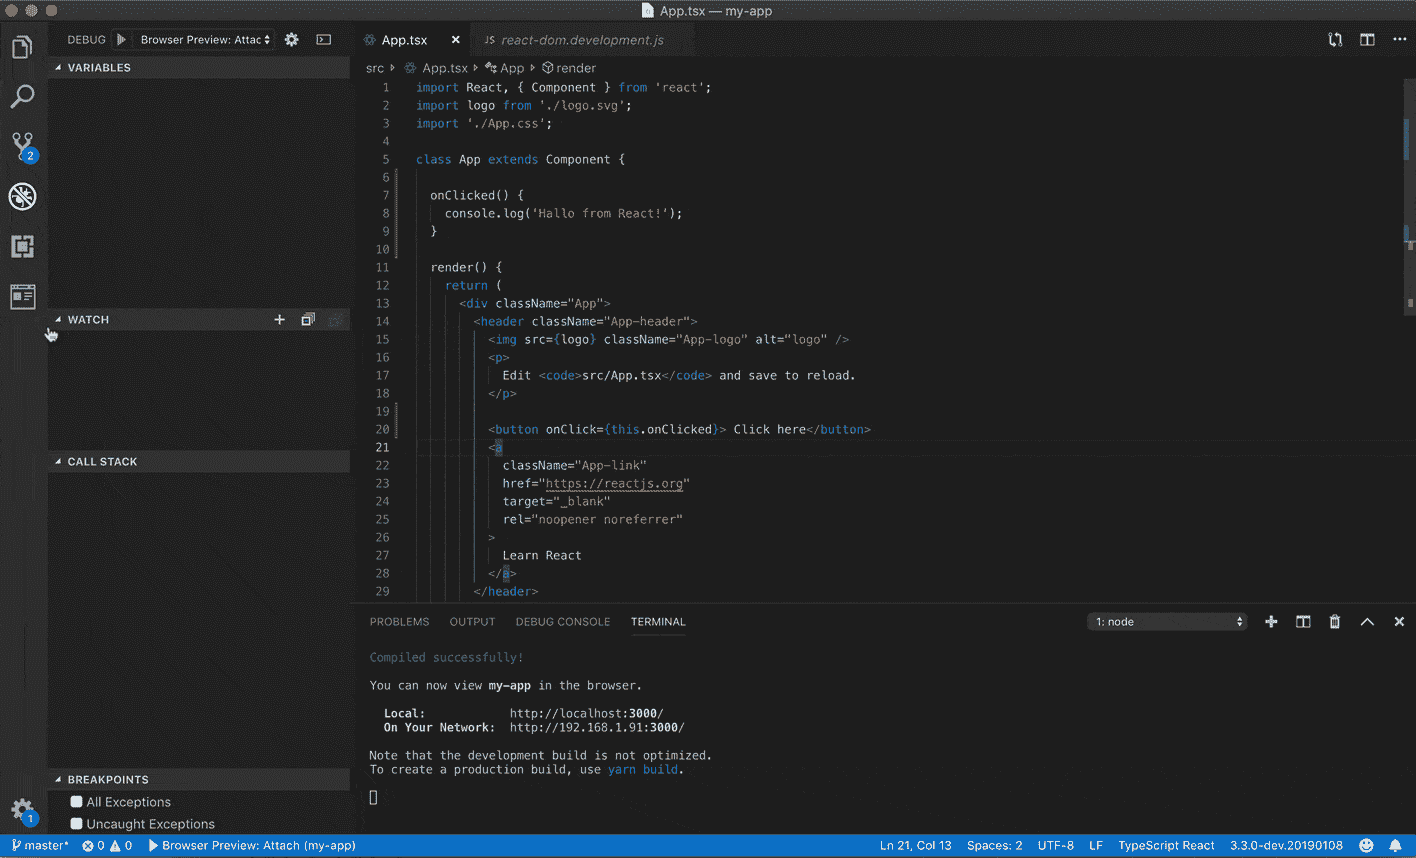 App.tsx — my-app
DEBUG Browser Preview: Attac
VARIABLES
WATCH
CALL STACK
BREAKPOINTS
All Exceptions
Uncaught Exceptions
2
1
App.tsx
JS react-dom.development.js
src App.tsx App render
1 import React, { Component } from 'react';
2 import logo from './logo.svg';
3 import './App.css';
4
5 class App extends Component {
6
7 onClicked() {
8 console.log('Hallo from React!');
9 }
10
11 render() {
12 return (
13 <div className="App">
14 <header className="App-header">
15 <img src={logo} className="App-logo" alt="logo" />
16 <p>
17 Edit <code>src/App.tsx</code> and save to reload.
18 </p>
19
20 <button onClick={this.onClicked}> Click here</button>
21 <a
22 className="App-link"
23 href="https://reactjs.org"
24 target="_blank"
25 rel="noopener noreferrer"
26 >
27 Learn React
28 </a>
29 </header>
PROBLEMS OUTPUT DEBUG CONSOLE TERMINAL
1: node
Compiled successfully!
You can now view my-app in the browser.
Local: http://localhost:3000/
On Your Network: http://192.168.1.91:3000/
Note that the development build is not optimized.
To create a production build, use yarn build.
master* 0 0 Browser Preview: Attach (my-app)
Ln 21, Col 13 Spaces: 2 UTF-8 LF TypeScript React 3.3.0-dev.20190108